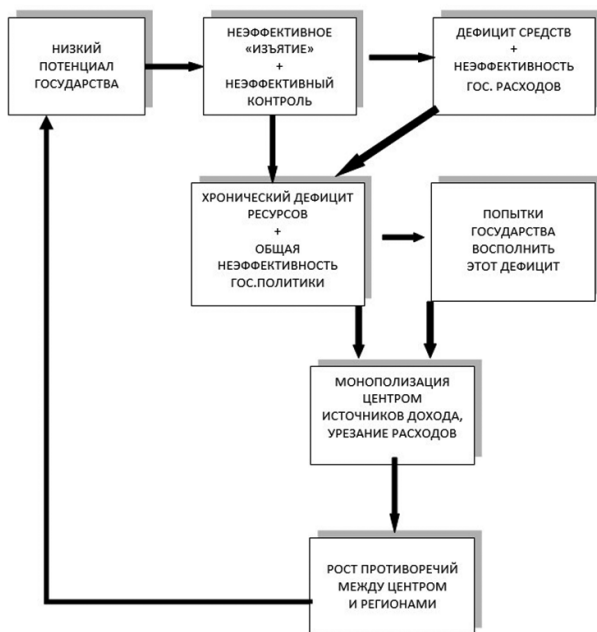 НИЗКИЙ
ПОТЕНЦИАЛ
ГОСУДАРСТВА
НЕЭФФЕКТИВНОЕ
«ИЗЪЯТИЕ»
+
НЕЭФФЕКТИВНЫЙ
КОНТРОЛЬ
ДЕФИЦИТ СРЕДСТВ
+
НЕЭФФЕКТИВНОСТЬ
ГОС. РАСХОДОВ
ХРОНИЧЕСКИЙ ДЕФИЦИТ
РЕСУРСОВ
+
ОБЩАЯ
НЕЭФФЕКТИВНОСТЬ
ГОС.ПОЛИТИКИ
ПОПЫТКИ
ГОСУДАРСТВА
ВОСПОЛНИТЬ
ЭТОТ ДЕФИЦИТ
МОНОПОЛИЗАЦИЯ
ЦЕНТРОМ
ИСТОЧНИКОВ ДОХОДА,
УРЕЗАНИЕ РАСХОДОВ
РОСТ ПРОТИВОРЕЧИЙ
МЕЖДУ ЦЕНТРОМ
И РЕГИОНАМИ